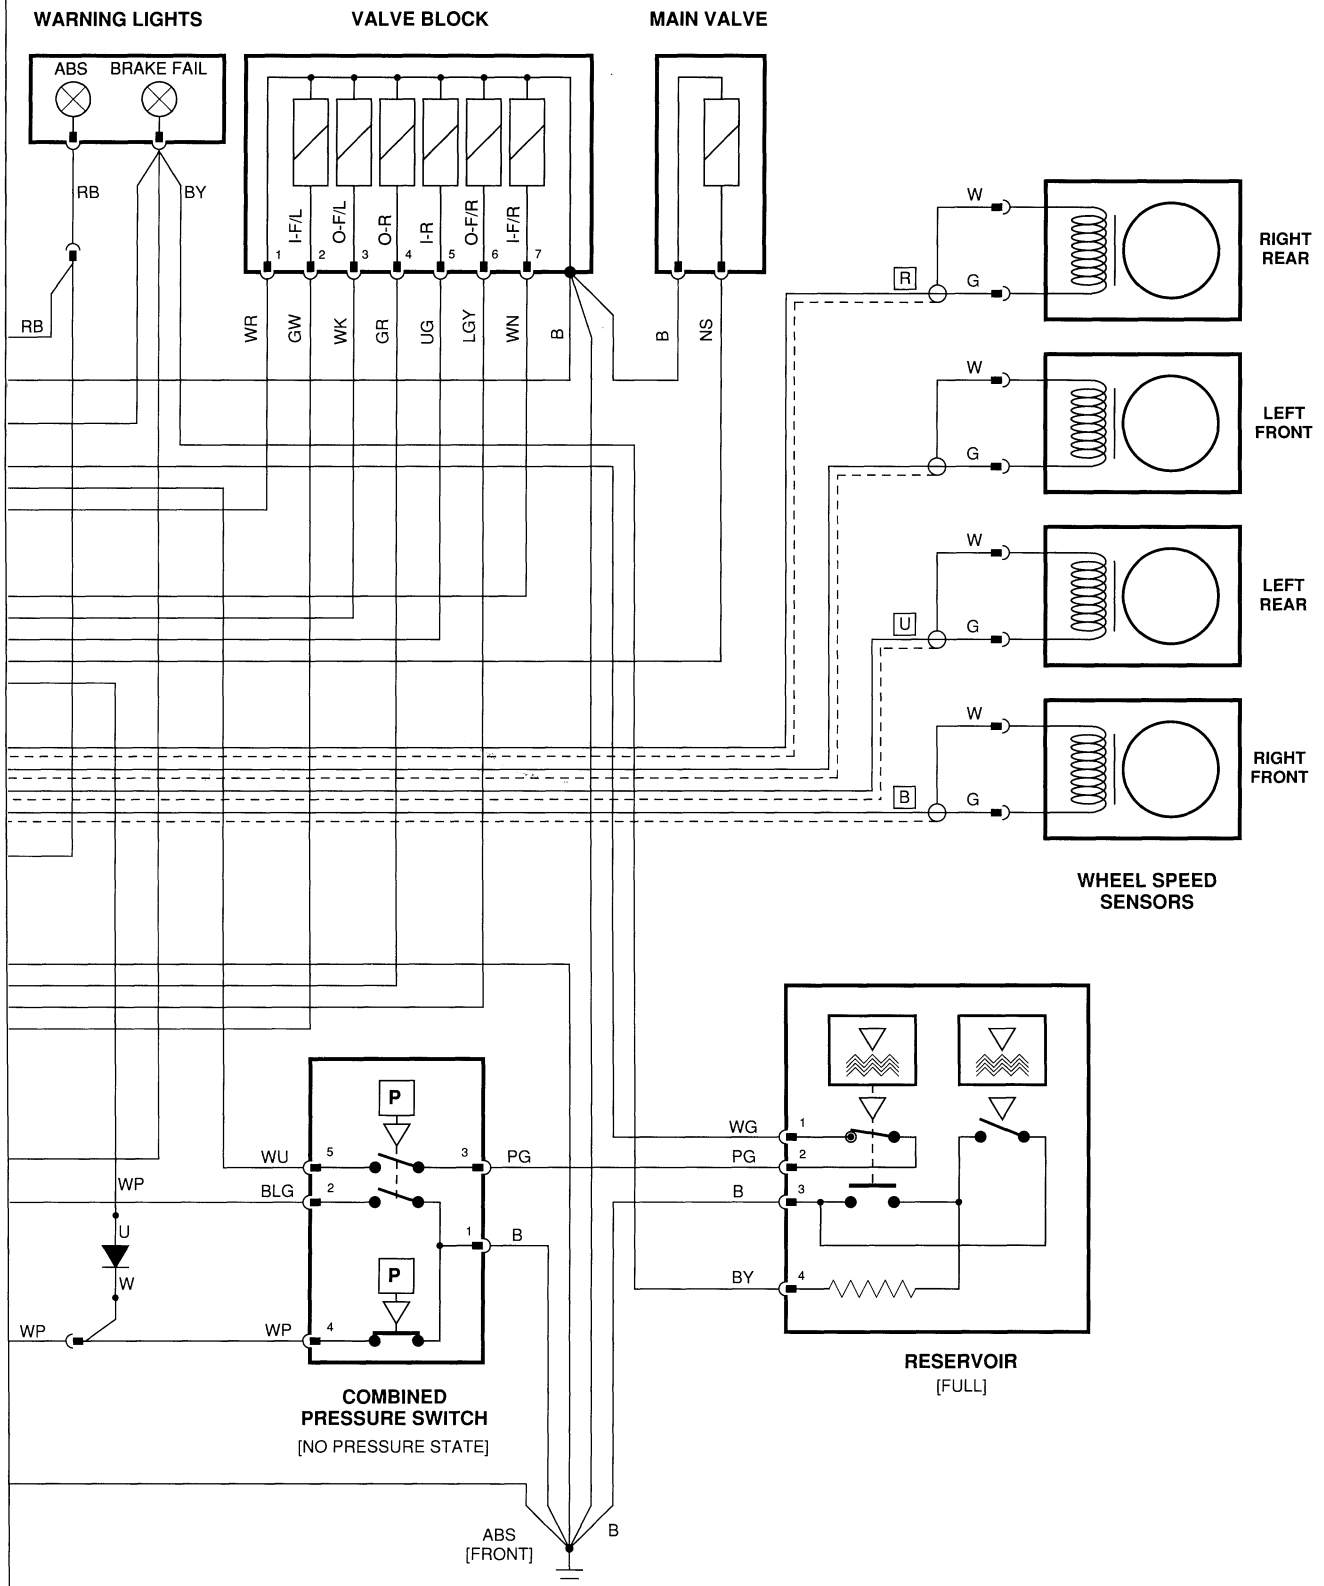 WARNING LIGHTS
VALVE BLOCK
MAIN VALVE
ABS
BRAKE FAIL
RB
BY
I-F/L
O-F/L
O-R
I-R
O-F/R
I-F/R
1
2
3
4
5
6
7
RB
WR
GW
WK
GR
UG
LGY
WN
B
B
NS
W
R
G
RIGHT
REAR
W
G
LEFT
FRONT
W
U
G
LEFT
REAR
W
B
G
RIGHT
FRONT
WHEEL SPEED
SENSORS
P
WU
5
3
PG
WP
BLG
2
1
B
U
P
W
WP
WP
4
COMBINED
PRESSURE SWITCH
[NO PRESSURE STATE]
WG
1
PG
2
B
3
BY
4
RESERVOIR
[FULL]
ABS
[FRONT]
B